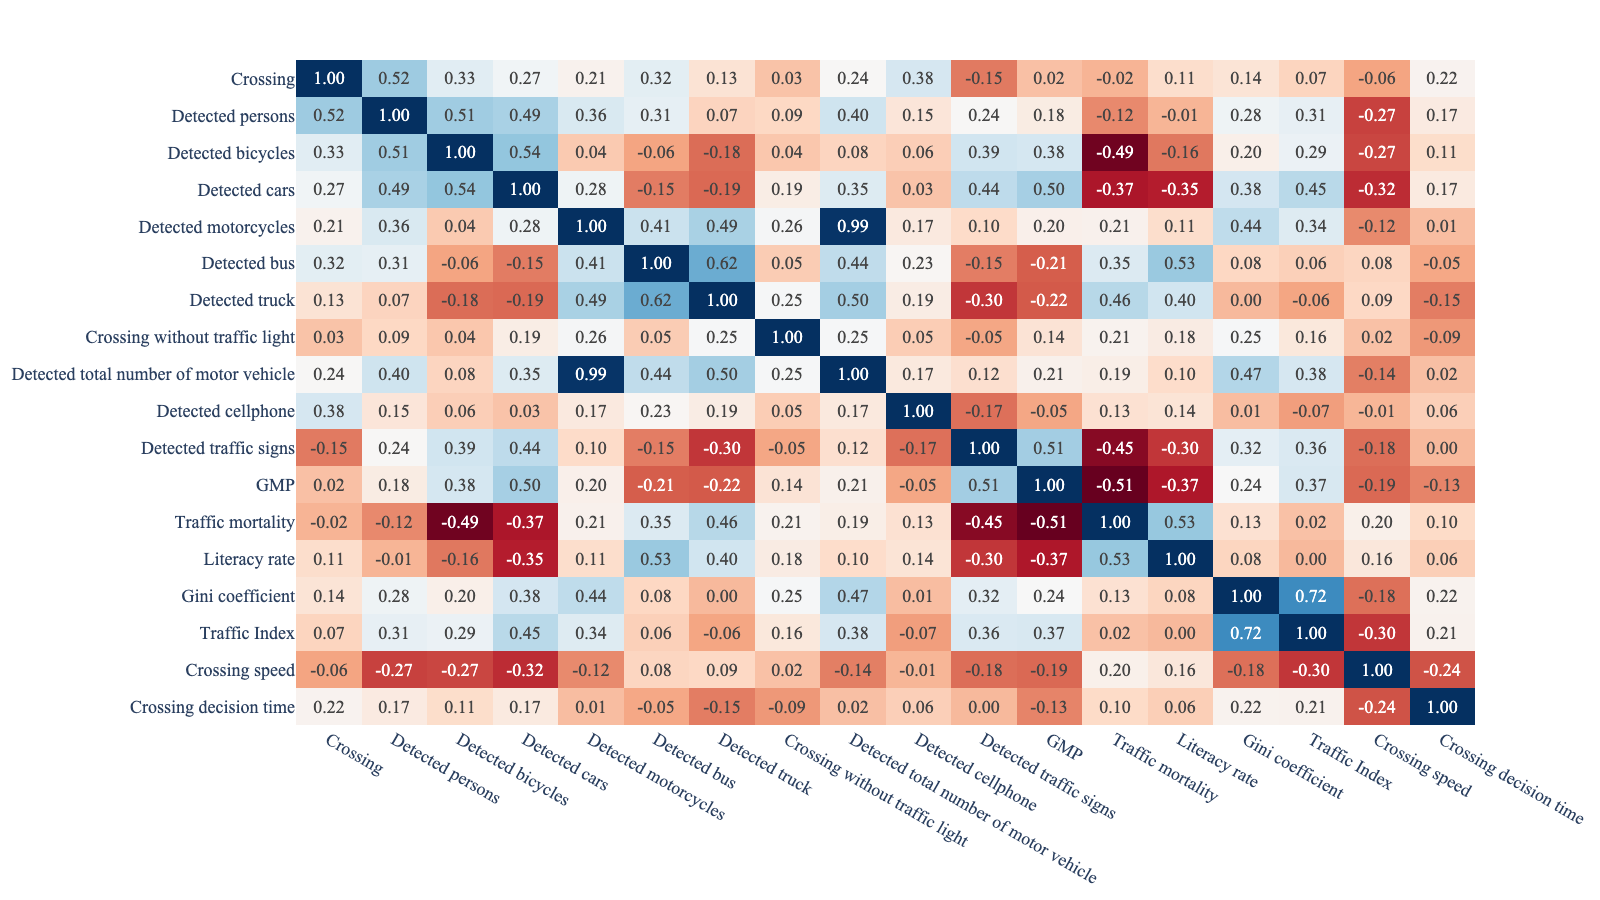 Crossing 1.00 0.52 0.33 0.27 0.21 0.32 0.13 0.03 0.24 0.38 -0.15 0.02 -0.02 0.11 0.14 0.07 -0.06 0.22
Detected persons 0.52 1.00 0.51 0.49 0.36 0.31 0.07 0.09 0.40 0.15 0.24 0.18 -0.12 -0.01 0.28 0.31 -0.27 0.17
Detected bicycles 0.33 0.51 1.00 0.54 0.04 -0.06 -0.18 0.04 0.08 0.06 0.39 0.38 -0.49 -0.16 0.20 0.29 -0.27 0.11
Detected cars 0.27 0.49 0.54 1.00 0.28 -0.15 -0.19 0.19 0.35 0.03 0.44 0.50 -0.37 -0.35 0.38 0.45 -0.32 0.17
Detected motorcycles 0.21 0.36 0.04 0.28 1.00 0.41 0.49 0.26 0.99 0.17 0.10 0.20 0.21 0.11 0.44 0.34 -0.12 0.01
Detected bus 0.32 0.31 -0.06 -0.15 0.41 1.00 0.62 0.05 0.44 0.23 -0.15 -0.21 0.35 0.53 0.08 0.06 0.08 -0.05
Detected truck 0.13 0.07 -0.18 -0.19 0.49 0.62 1.00 0.25 0.50 0.19 -0.30 -0.22 0.46 0.40 0.00 -0.06 0.09 -0.15
Crossing without traffic light 0.03 0.09 0.04 0.19 0.26 0.05 0.25 1.00 0.25 0.05 -0.05 0.14 0.21 0.18 0.25 0.16 0.02 -0.09
Detected total number of motor vehicle 0.24 0.40 0.08 0.35 0.99 0.44 0.50 0.25 1.00 0.17 0.12 0.21 0.19 0.10 0.47 0.38 -0.14 0.02
Detected cellphone 0.38 0.15 0.06 0.03 0.17 0.23 0.19 0.05 0.17 1.00 -0.17 -0.05 0.13 0.14 0.01 -0.07 -0.01 0.06
Detected traffic signs -0.15 0.24 0.39 0.44 0.10 -0.15 -0.30 -0.05 0.12 -0.17 1.00 0.51 -0.45 -0.30 0.32 0.36 -0.18 0.00
GMP 0.02 0.18 0.38 0.50 0.20 -0.21 -0.22 0.14 0.21 -0.05 0.51 1.00 -0.51 -0.37 0.24 0.37 -0.19 -0.13
Traffic mortality -0.02 -0.12 -0.49 -0.37 0.21 0.35 0.46 0.21 0.19 0.13 -0.45 -0.51 1.00 0.53 0.13 0.02 0.20 0.10
Literacy rate 0.11 -0.01 -0.16 -0.35 0.11 0.53 0.40 0.18 0.10 0.14 -0.30 -0.37 0.53 1.00 0.08 0.00 0.16 0.06
Gini coefficient 0.14 0.28 0.20 0.38 0.44 0.08 0.00 0.25 0.47 0.01 0.32 0.24 0.13 0.08 1.00 0.72 -0.18 0.22
Traffic Index 0.07 0.31 0.29 0.45 0.34 0.06 -0.06 0.16 0.38 -0.07 0.36 0.37 0.02 0.00 0.72 1.00 -0.30 0.21
Crossing speed -0.06 -0.27 -0.27 -0.32 -0.12 0.08 0.09 0.02 -0.14 -0.01 -0.18 -0.19 0.20 0.16 -0.18 -0.30 1.00 -0.24
Crossing decision time 0.22 0.17 0.11 0.17 0.01 -0.05 -0.15 -0.09 0.02 0.06 0.00 -0.13 0.10 0.06 0.22 0.21 -0.24 1.00
Crossing
Detected persons
Detected bicycles
Detected cars
Detected motorcycles
Detected bus
Detected truck
Crossing without traffic light
Detected total number of motor vehicle
Detected cellphone
Detected traffic signs
GMP
Traffic mortality
Literacy rate
Gini coefficient
Traffic Index
Crossing speed
Crossing decision time